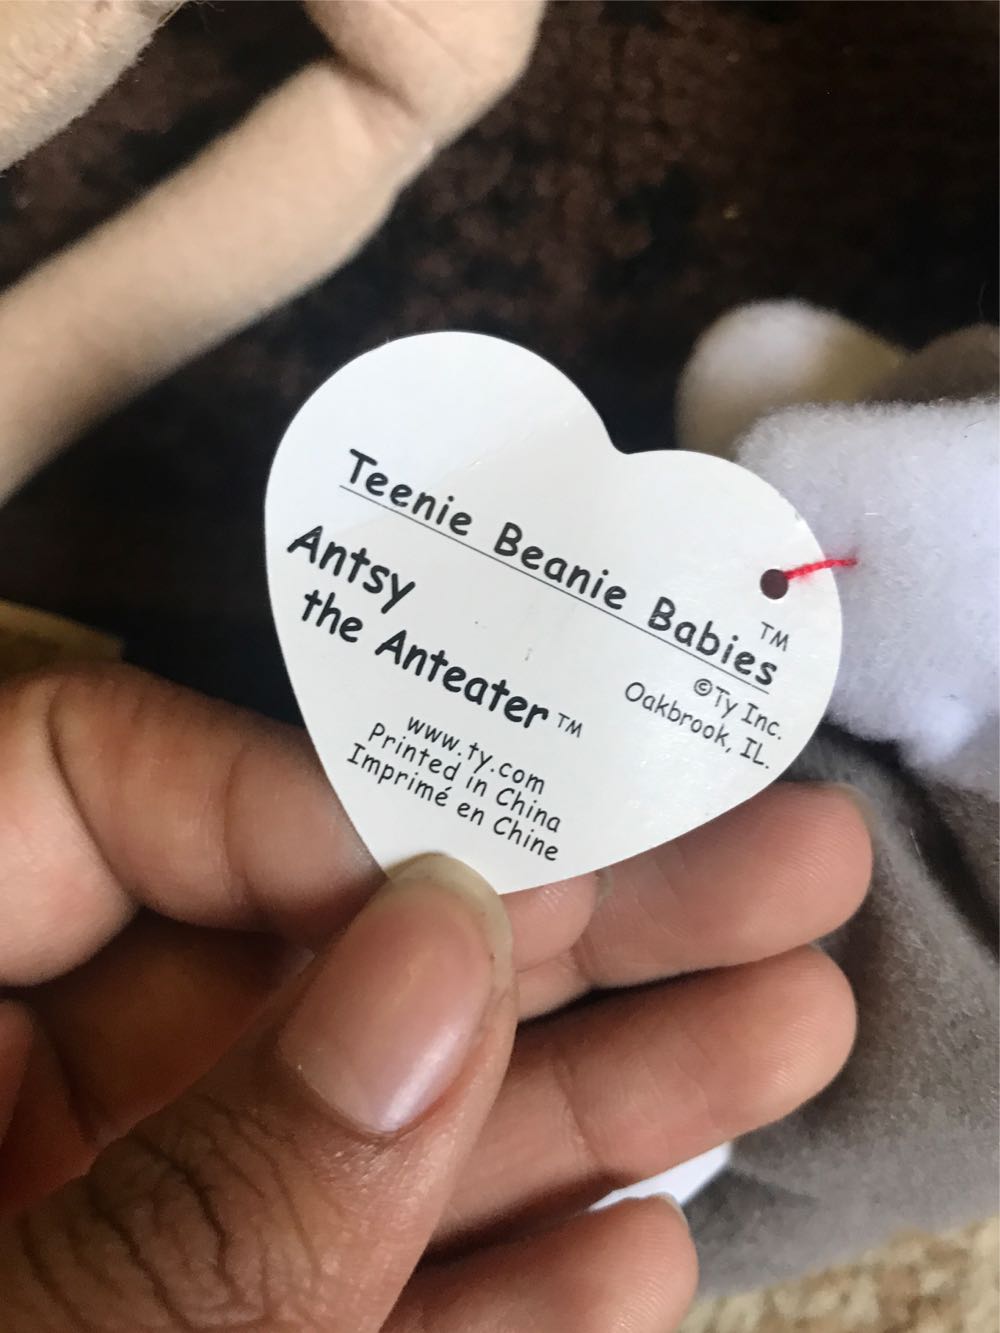 Teenie Beanie Babies™
©Ty Inc.
Oakbrook, IL.
Antsy
the Anteater™
www.ty.com
Printed in China
Imprimé en Chine